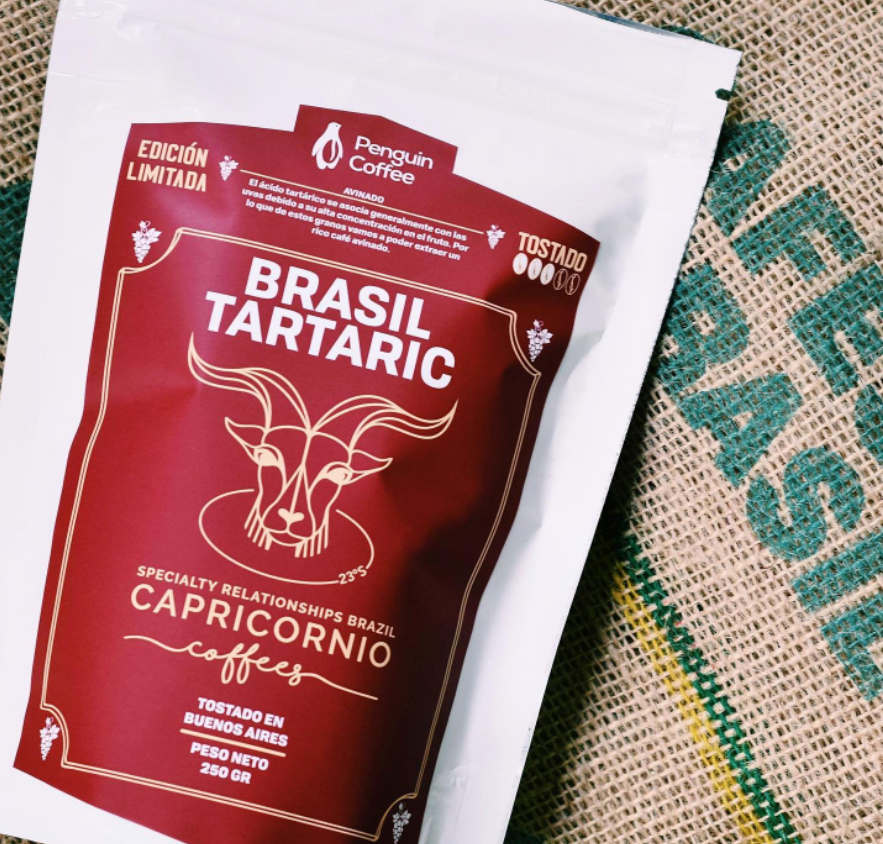 Penguin
Coffee
EDICIÓN
LIMITADA
AVINADO
El ácido tartárico se asocia generalmente con las
uvas debido a su alta concentración en el fruto. Por
lo que de estos granos vamos a poder extraer un
rico café avinado.
TOSTADO
BRASIL
TARTARIC
23°S
SPECIALTY RELATIONSHIPS BRAZIL
CAPRICORNIO
coffees
TOSTADO EN
BUENOS AIRES
PESO NETO
250 GR
AFES
RASIL